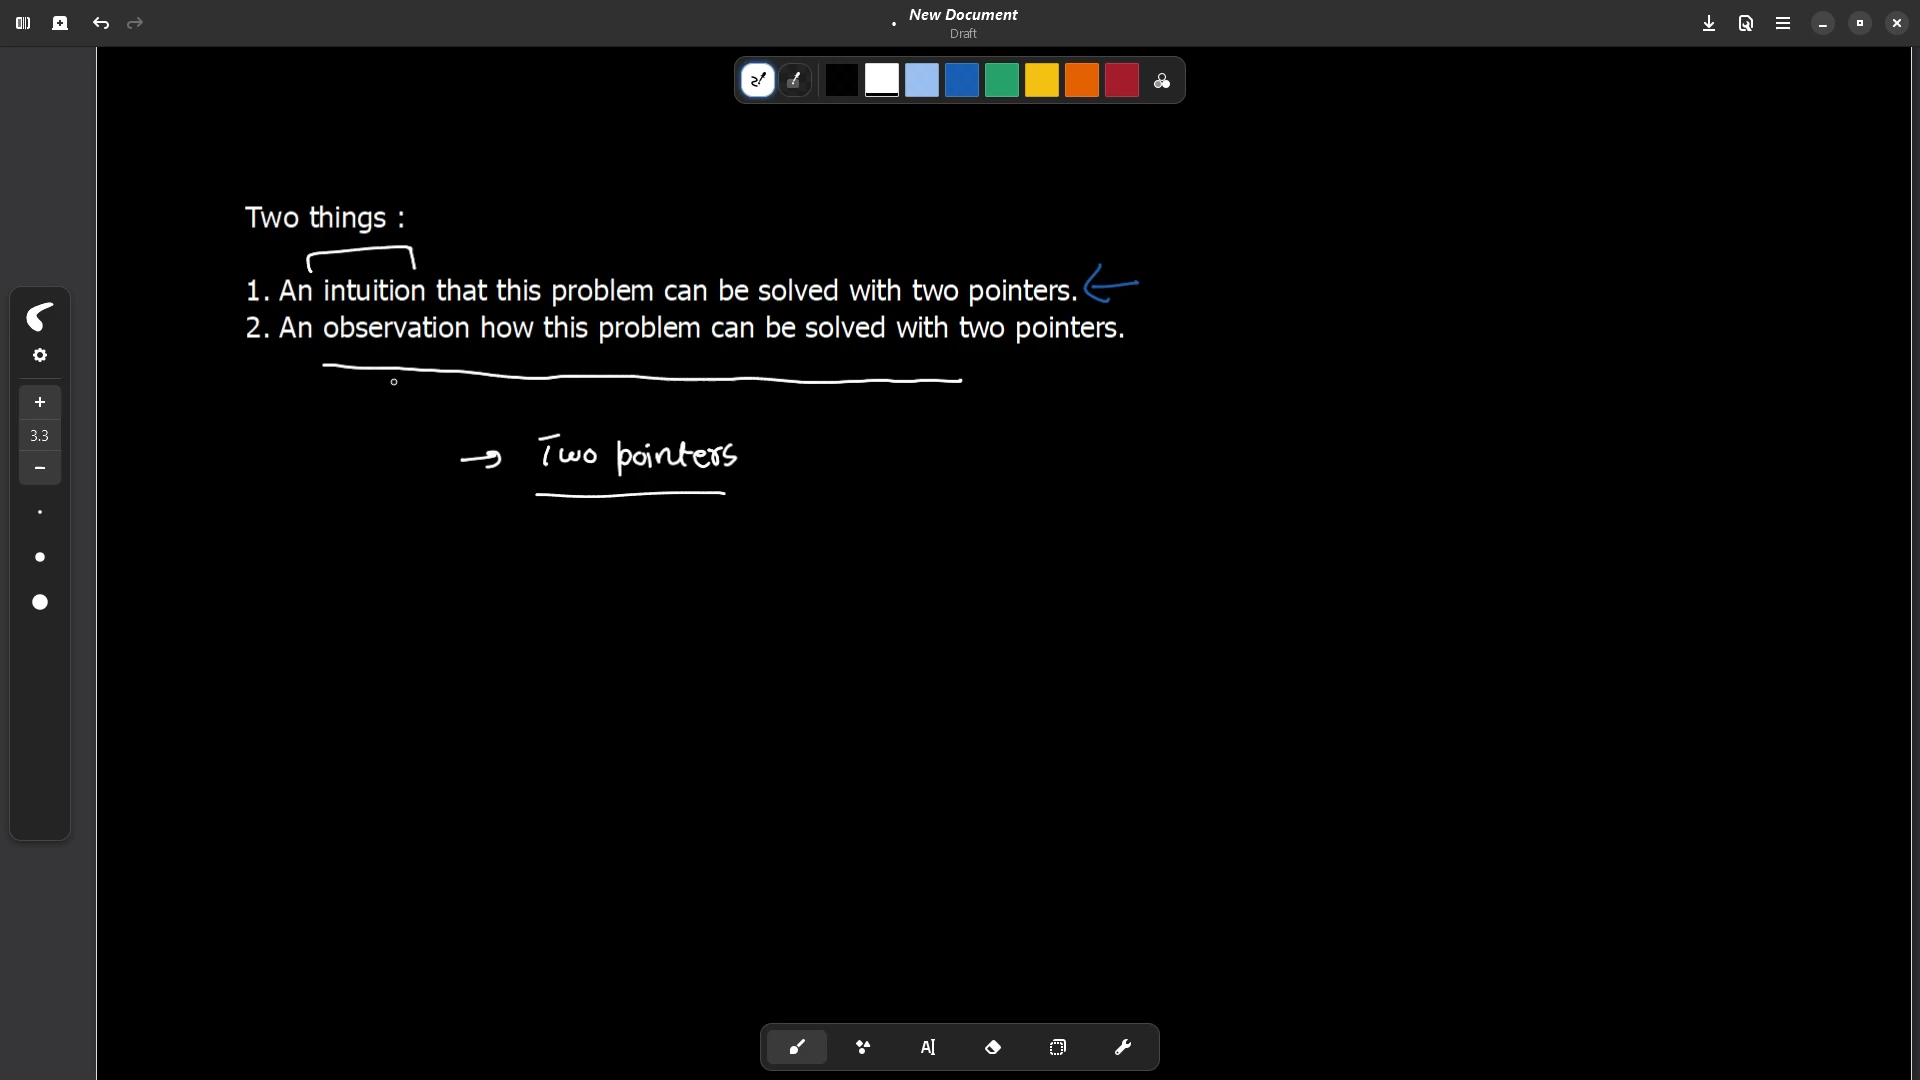 New Document
Draft
Two things :
1. An intuition that this problem can be solved with two pointers.
2. An observation how this problem can be solved with two pointers.
3.3
Two pointers